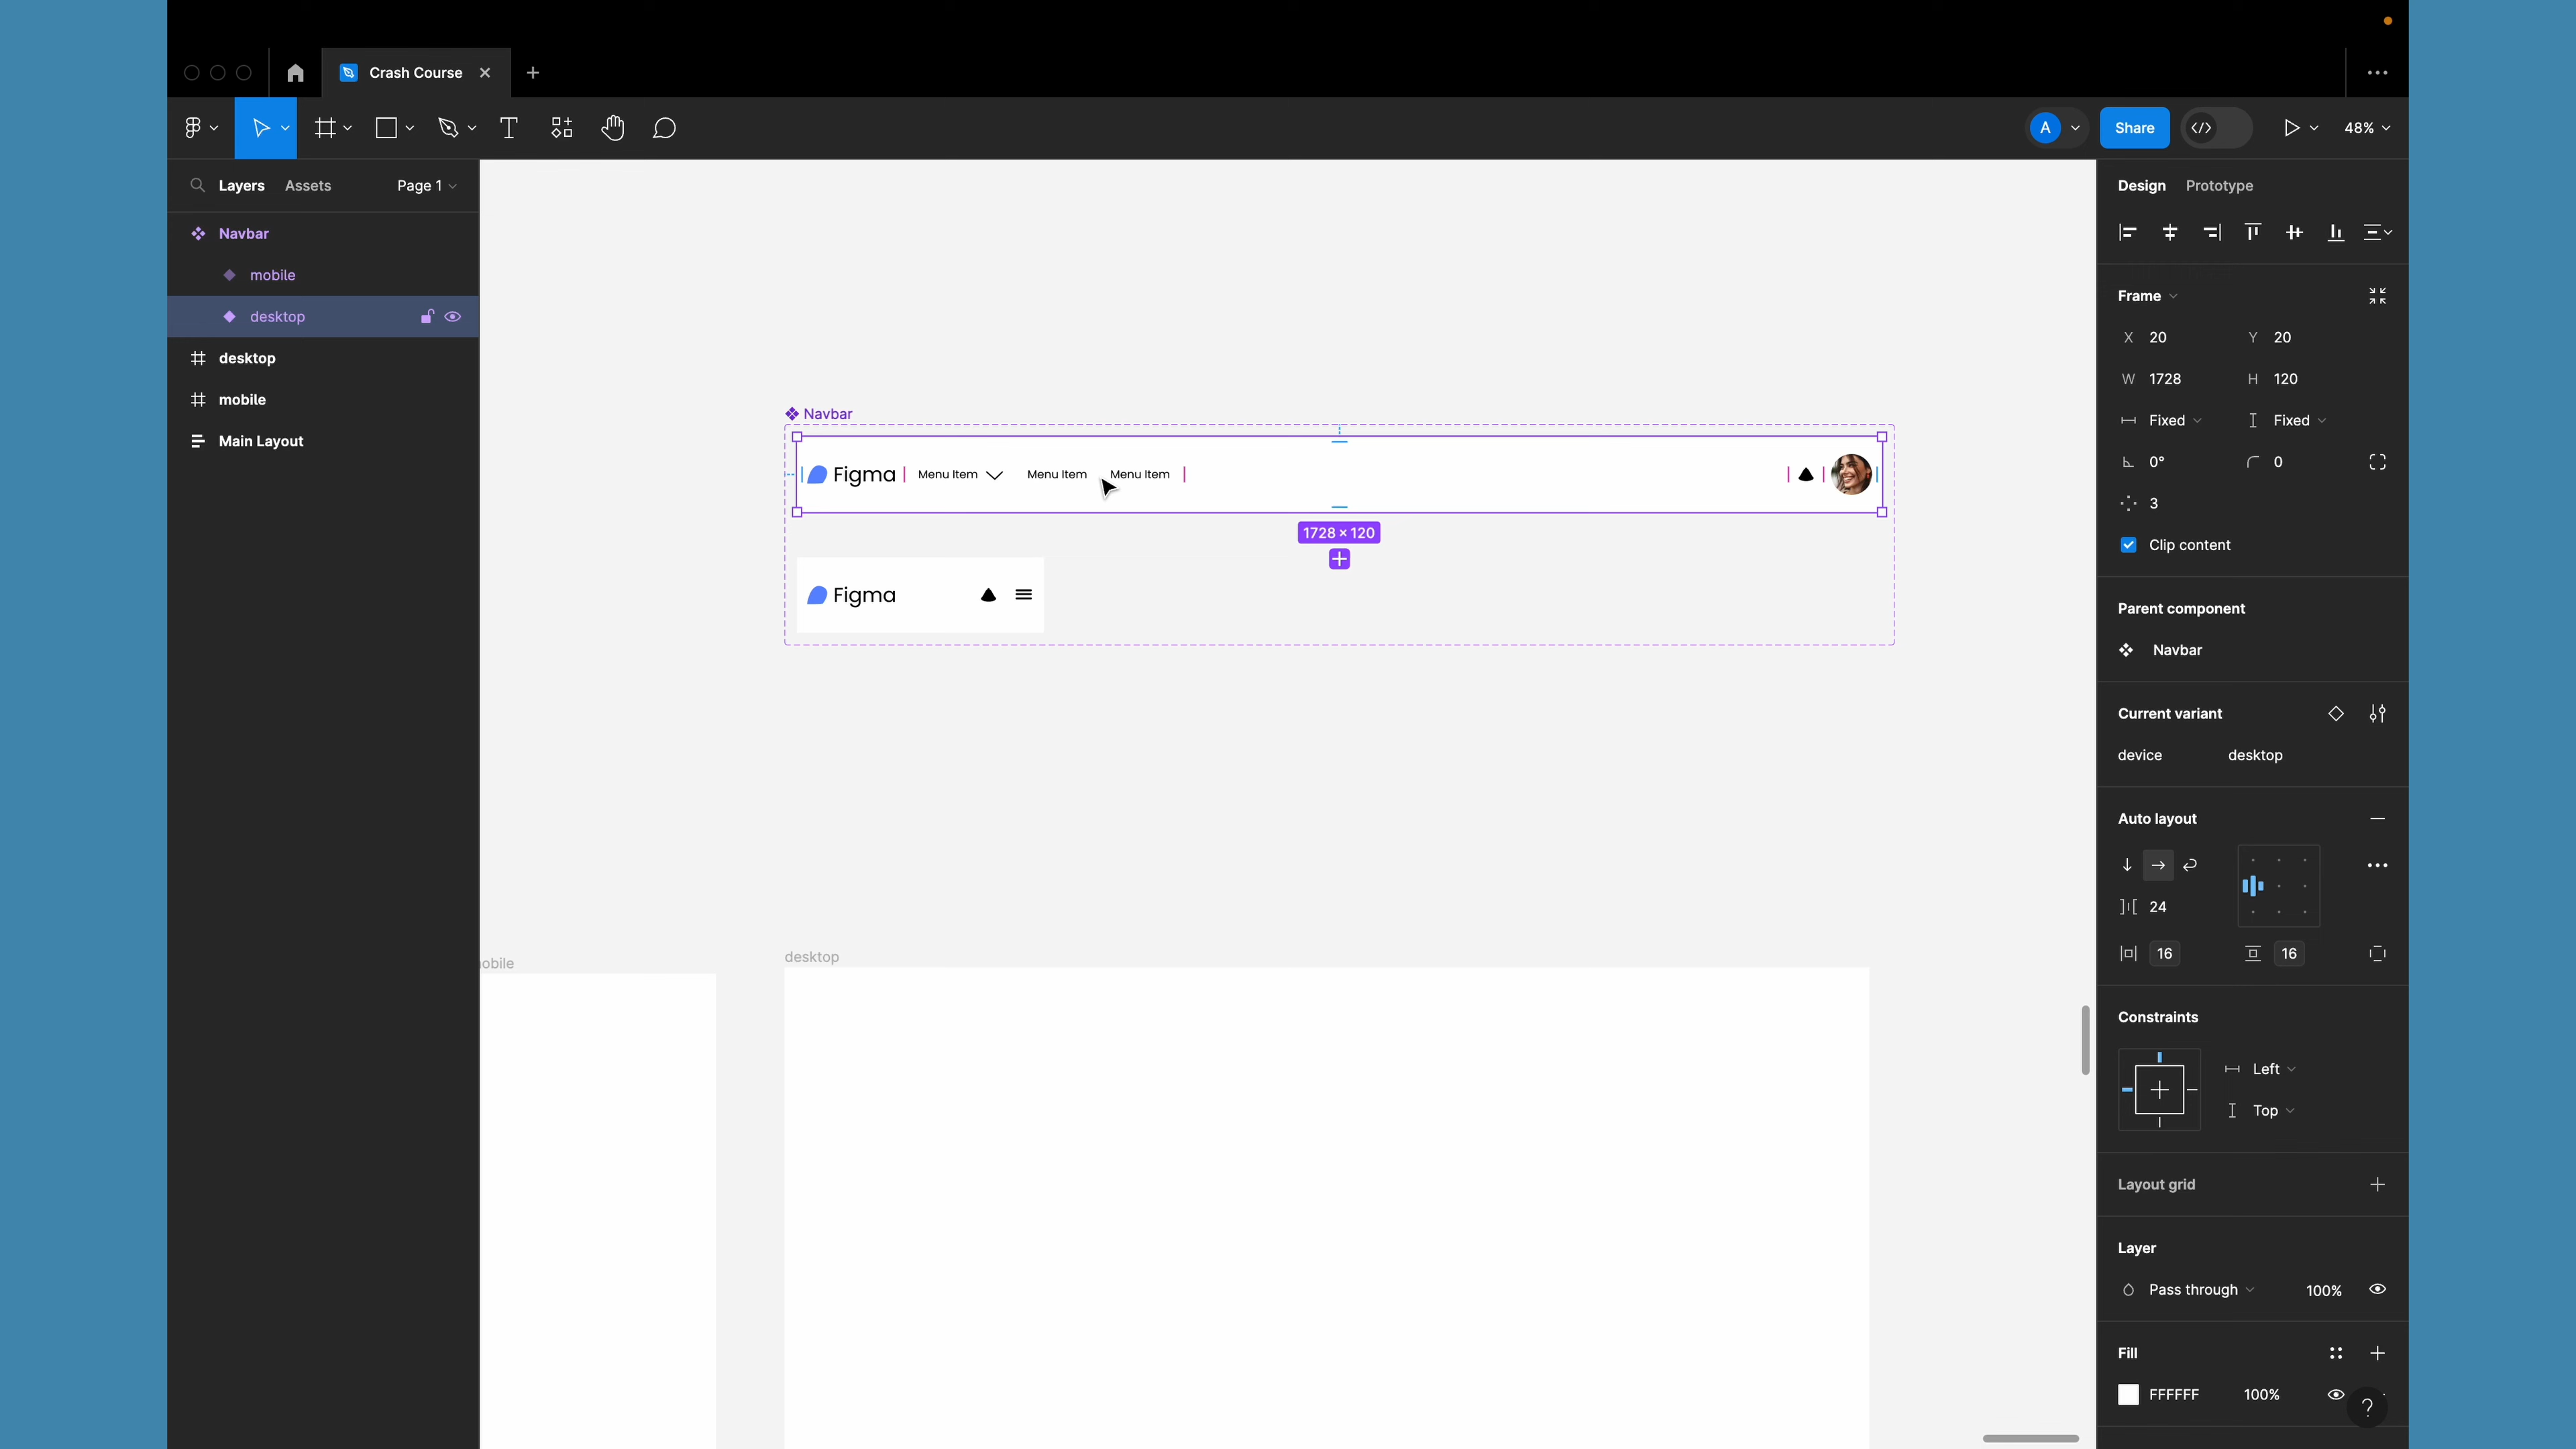 Crash Course
A
Share
48%
Layers Assets Page 1
Navbar
mobile
desktop
desktop
mobile
Main Layout
Navbar
Figma Menu Item Menu Item Menu Item
1728 × 120
Figma
obile
desktop
Design Prototype
Frame
X 20 Y 20
W 1728 H 120
Fixed Fixed
0° 0
3
Clip content
Parent component
Navbar
Current variant
device desktop
Auto layout
24
16 16
Constraints
Left
Top
Layout grid
Layer
Pass through 100%
Fill
FFFFFF 100%
?